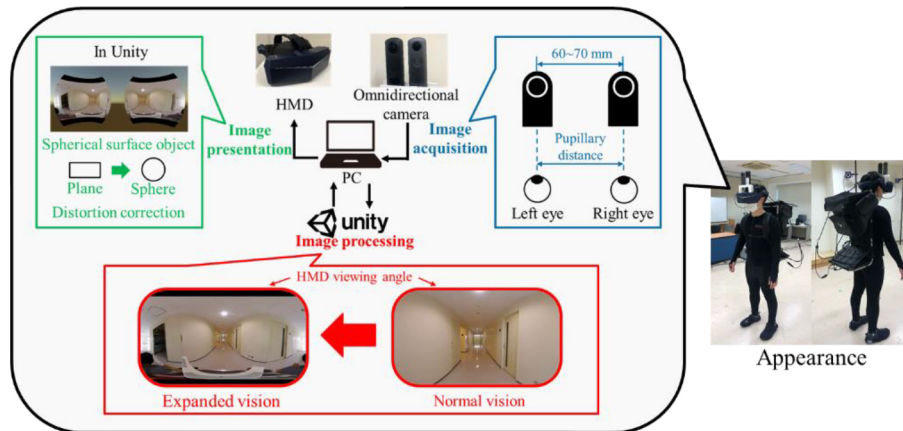 In Unity
Spherical surface object
Plane
Sphere
Distortion correction
Image
presentation
HMD
Omnidirectional
camera
PC
unity
Image processing
Image
acquisition
60~70 mm
Pupillary
distance
Left eye
Right eye
HMD viewing angle
Expanded vision
Normal vision
Appearance